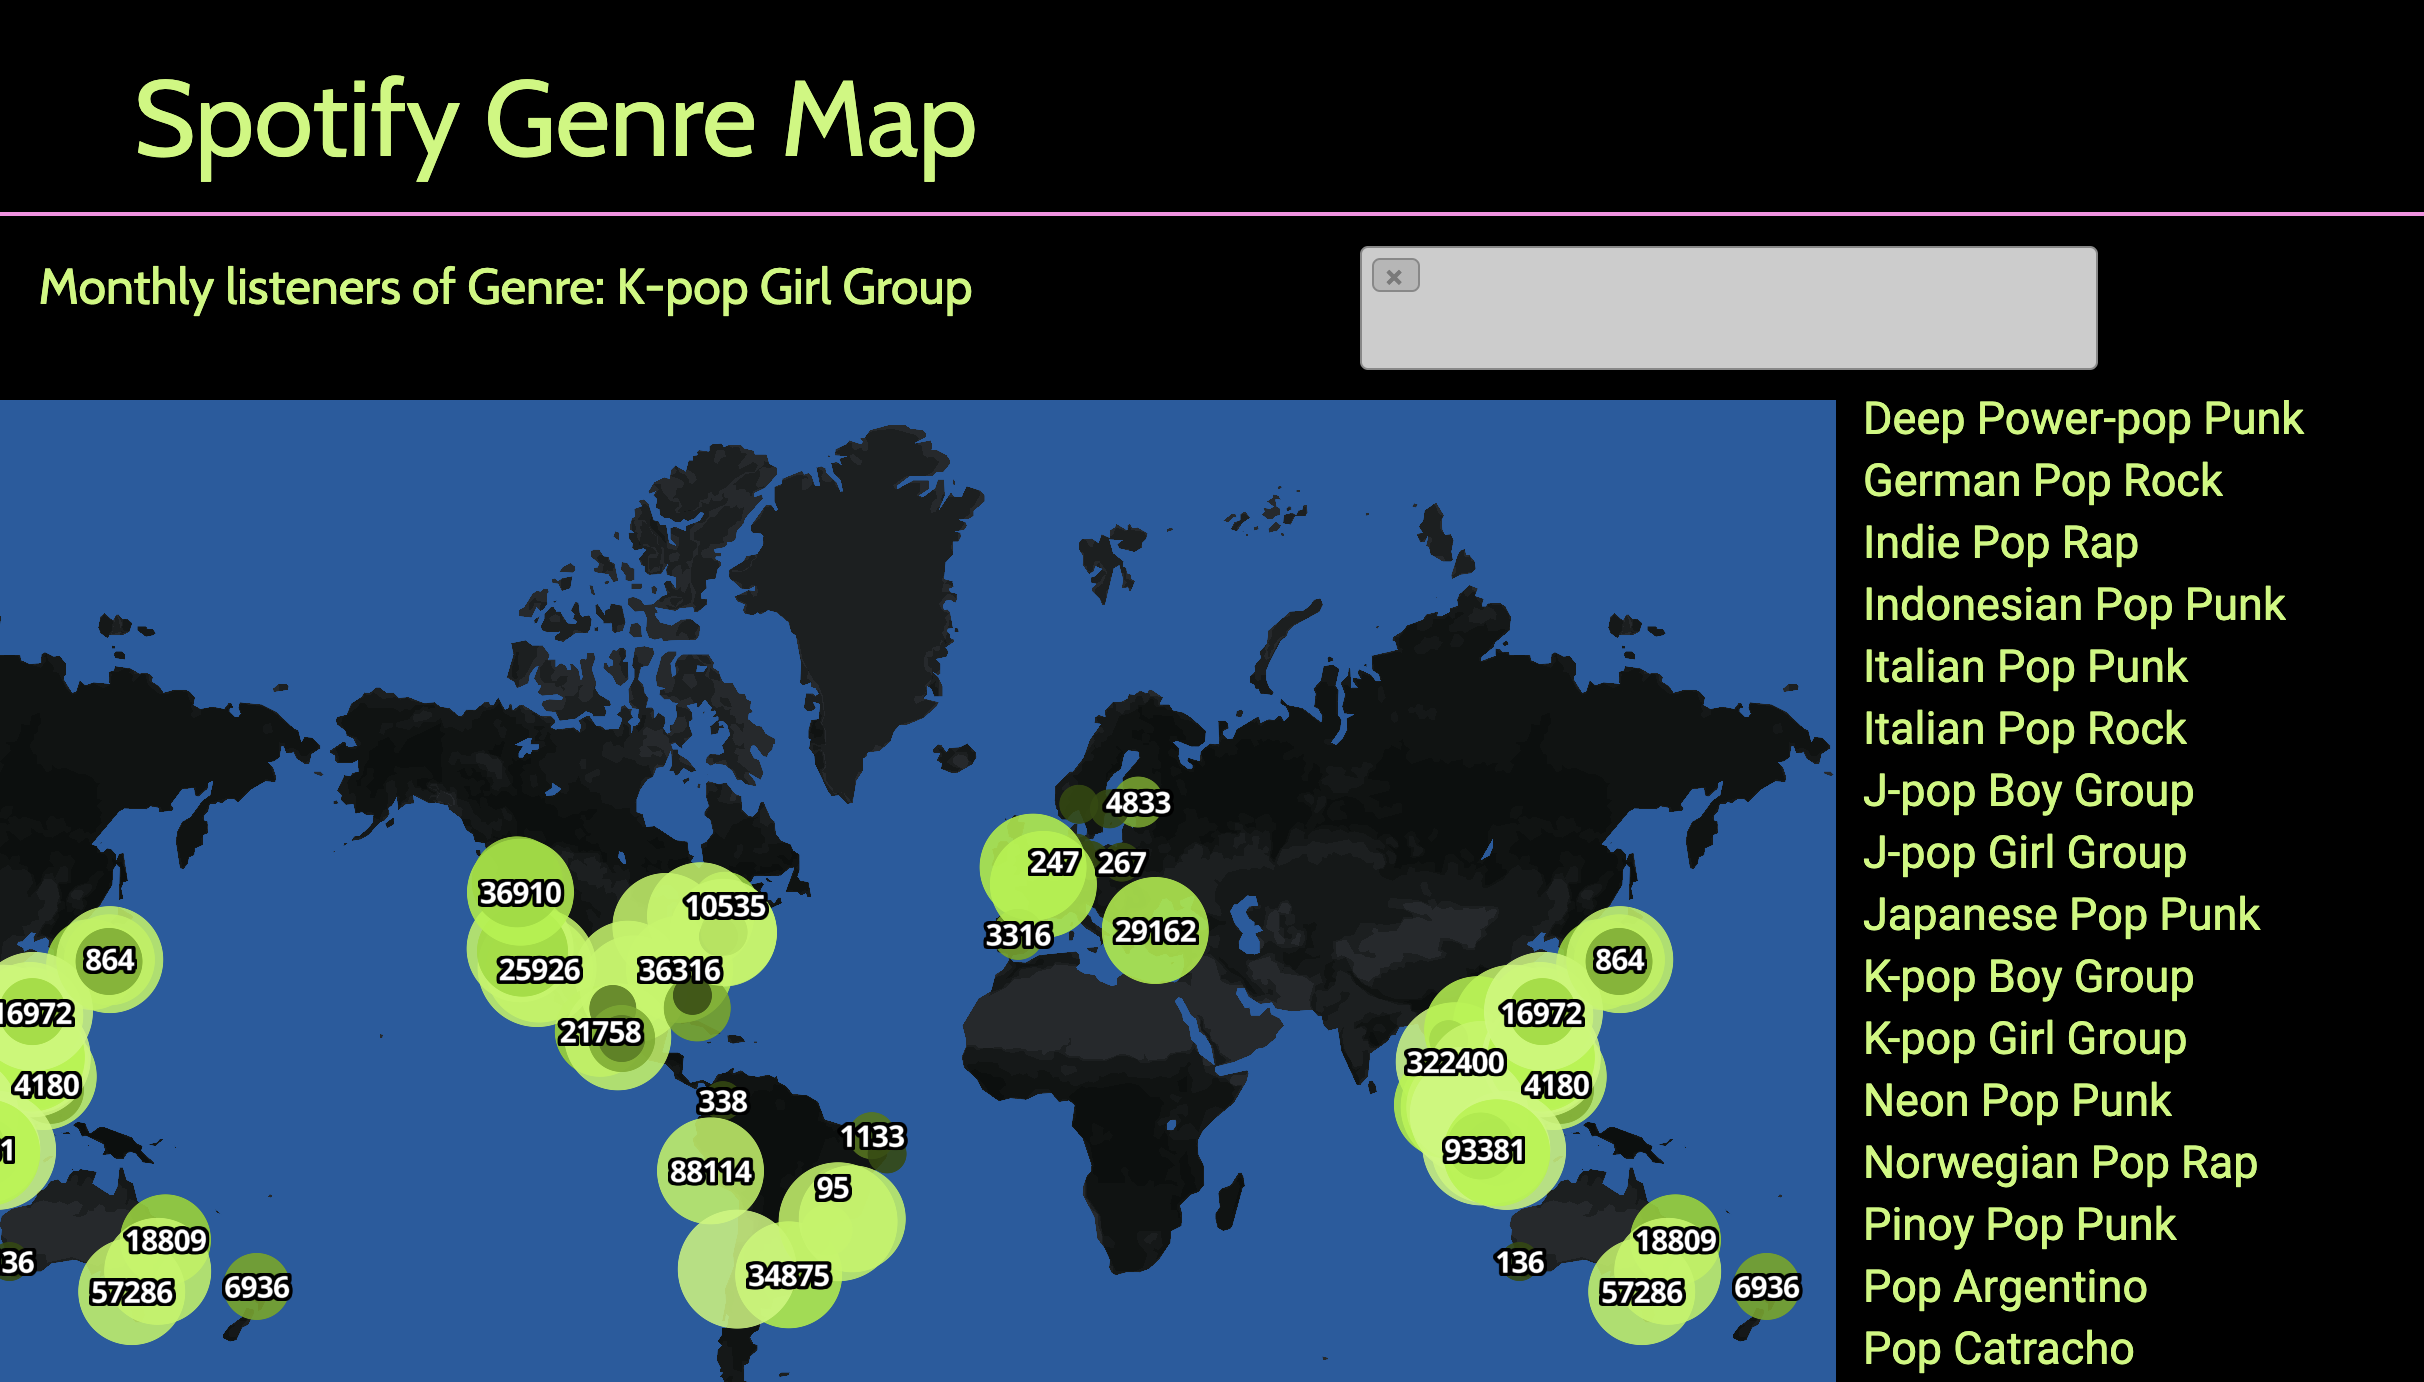 Spotify Genre Map
Monthly listeners of Genre: K-pop Girl Group
×
Deep Power-pop Punk
German Pop Rock
Indie Pop Rap
Indonesian Pop Punk
Italian Pop Punk
Italian Pop Rock
J-pop Boy Group
J-pop Girl Group
Japanese Pop Punk
K-pop Boy Group
K-pop Girl Group
Neon Pop Punk
Norwegian Pop Rap
Pinoy Pop Punk
Pop Argentino
Pop Catracho
4833
247
267
36910
10535
3316
29162
864
25926
36316
864
16972
16972
21758
322400
4180
4180
338
1133
1
93381
88114
95
18809
18809
36
136
34875
57286
6936
57286
6936